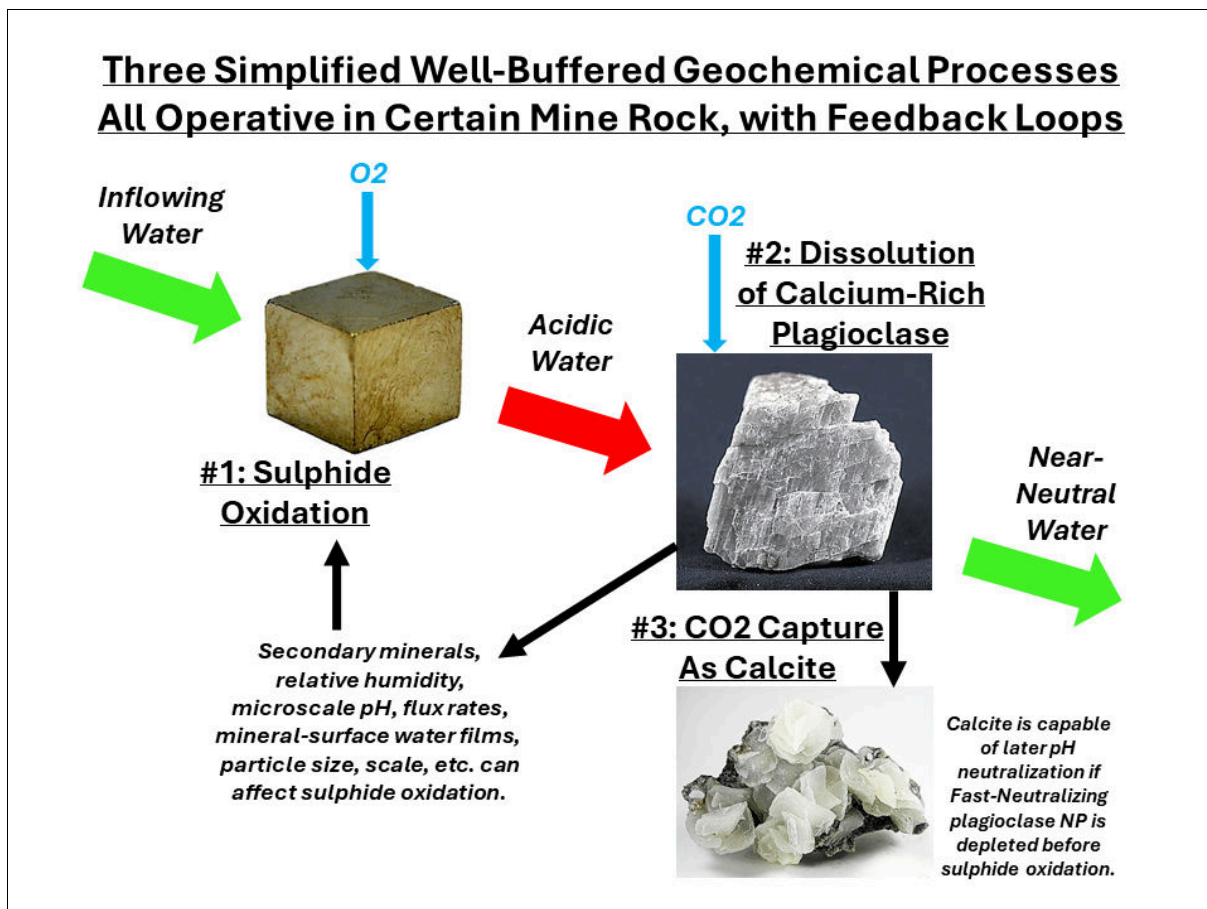 Three Simplified Well-Buffered Geochemical Processes
All Operative in Certain Mine Rock, with Feedback Loops
O2
Inflowing
Water
CO2
#2: Dissolution
of Calcium-Rich
Plagioclase
Acidic
Water
#1: Sulphide
Oxidation
Near-
Neutral
Water
#3: CO2 Capture
As Calcite
Secondary minerals,
relative humidity,
microscale pH, flux rates,
mineral-surface water films,
particle size, scale, etc. can
affect sulphide oxidation.
Calcite is capable
of later pH
neutralization if
Fast-Neutralizing
plagioclase NP is
depleted before
sulphide oxidation.